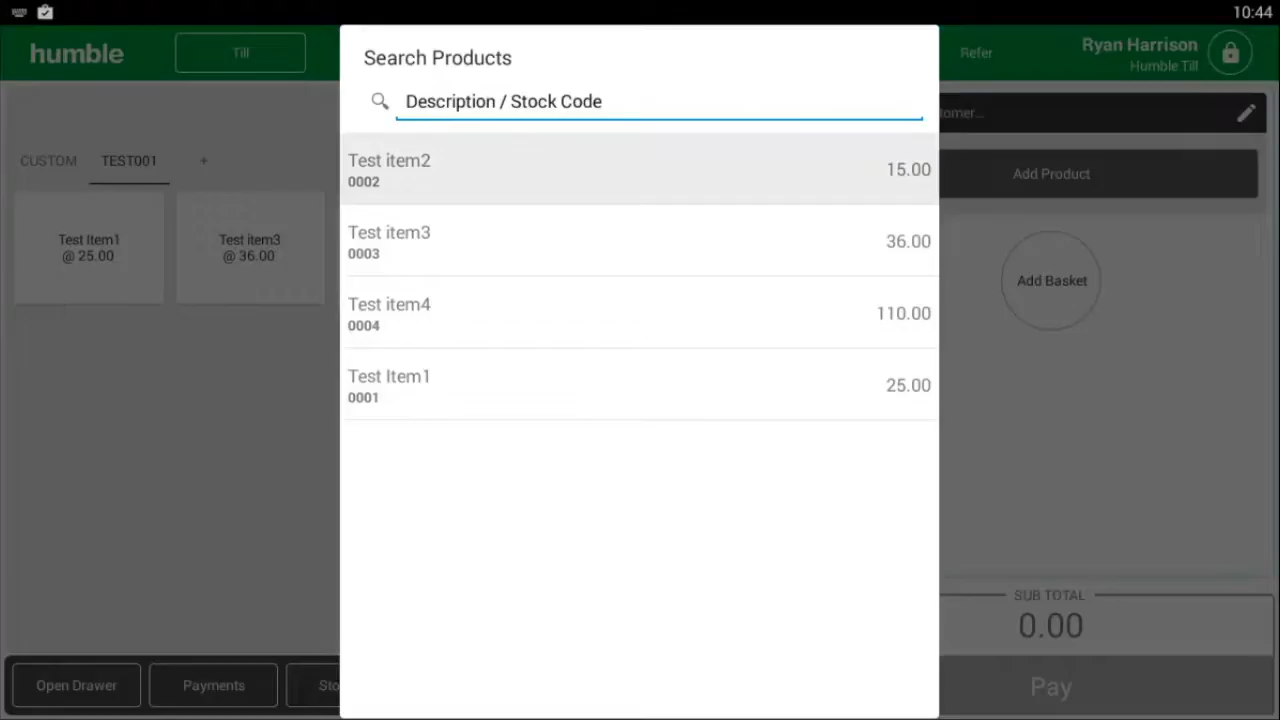 10:44
humble
Till
Refer
Ryan Harrison
Humble Till
Search Products
Description / Stock Code
Test item2
0002
15.00
Test item3
0003
36.00
Test item4
0004
110.00
Test Item1
0001
25.00
CUSTOM
TEST001
+
Test Item1
@ 25.00
Test item3
@ 36.00
tomer...
Add Product
Add Basket
SUB TOTAL
0.00
Open Drawer
Payments
Sto
Pay